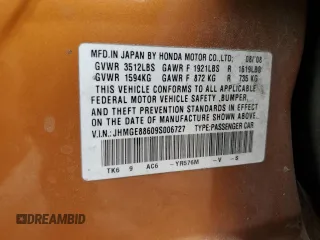 MFD.IN JAPAN BY HONDA MOTOR CO.,LTD. 08/08
GVWR 3512LBS GAWR F 1921LBS R 1619LBS
GVWR 1594KG GAWR F 872 KG R 735 KG
THIS VEHICLE CONFORMS TO ALL APPLICABLE
FEDERAL MOTOR VEHICLE SAFETY ,BUMPER
AND THEFT PREVENTION STANDARDS IN
EFFECT ON THE DATE OF MANUFACTURE
SHOWN ABOVE.
V.I.N.: JHMGE88609S006727 TYPE:PASSENGER CAR
TK6 9 AC6 -YR576M -V -S
DREAMBID